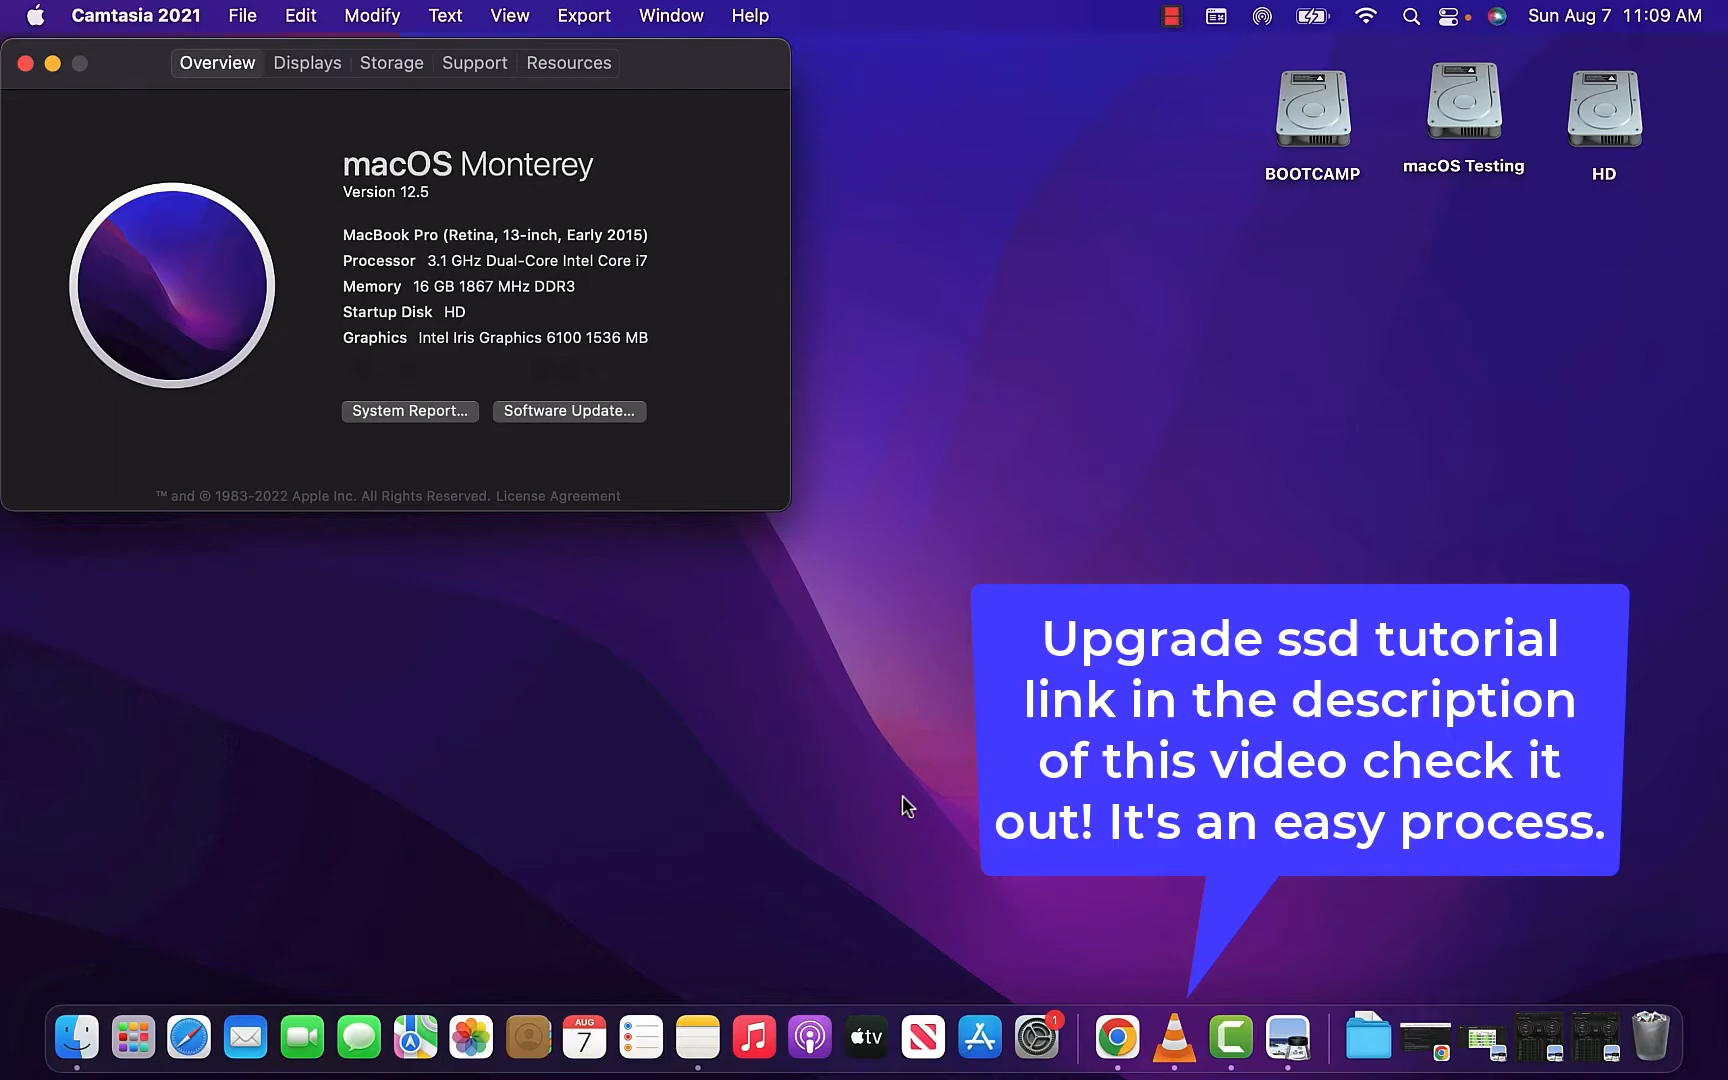 Camtasia 2021 File Edit Modify Text View Export Window Help Sun Aug 7 11:09 AM
Overview Displays Storage Support Resources
macOS Monterey
Version 12.5
MacBook Pro (Retina, 13-inch, Early 2015)
Processor 3.1 GHz Dual-Core Intel Core i7
Memory 16 GB 1867 MHz DDR3
Startup Disk HD
Graphics Intel Iris Graphics 6100 1536 MB
System Report... Software Update...
™ and © 1983-2022 Apple Inc. All Rights Reserved. License Agreement
BOOTCAMP macOS Testing HD
Upgrade ssd tutorial
link in the description
of this video check it
out! It's an easy process.
AUG
7
tv
1